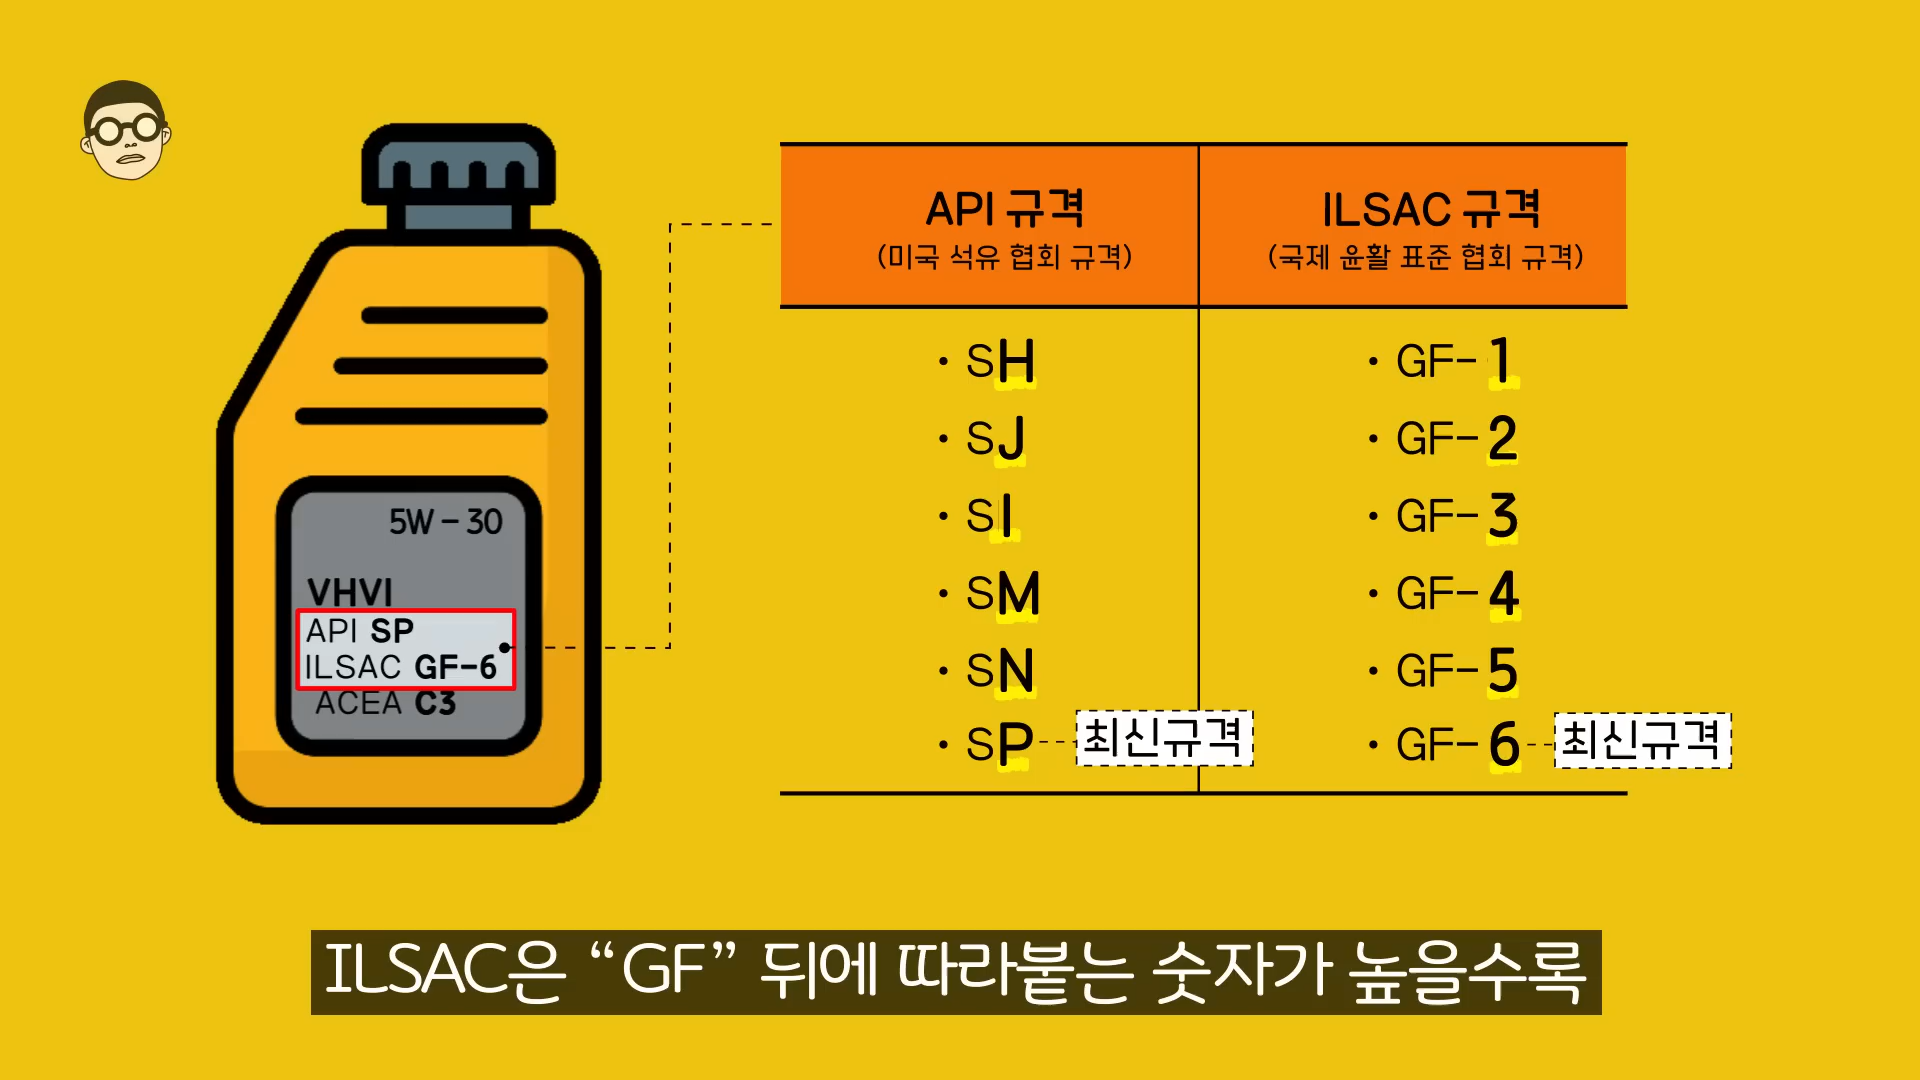 5W-30
VHVI
API SP
ILSAC GF-6
ACEA C3
API 규격
(미국 석유 협회 규격)
ILSAC 규격
(국제 윤활 표준 협회 규격)
· SH
· GF-1
· SJ
· GF-2
· SI
· GF-3
· SM
· GF-4
· SN
· GF-5
· SP
최신규격
· GF-6
최신규격
ILSAC은 “GF” 뒤에 따라붙는 숫자가 높을수록